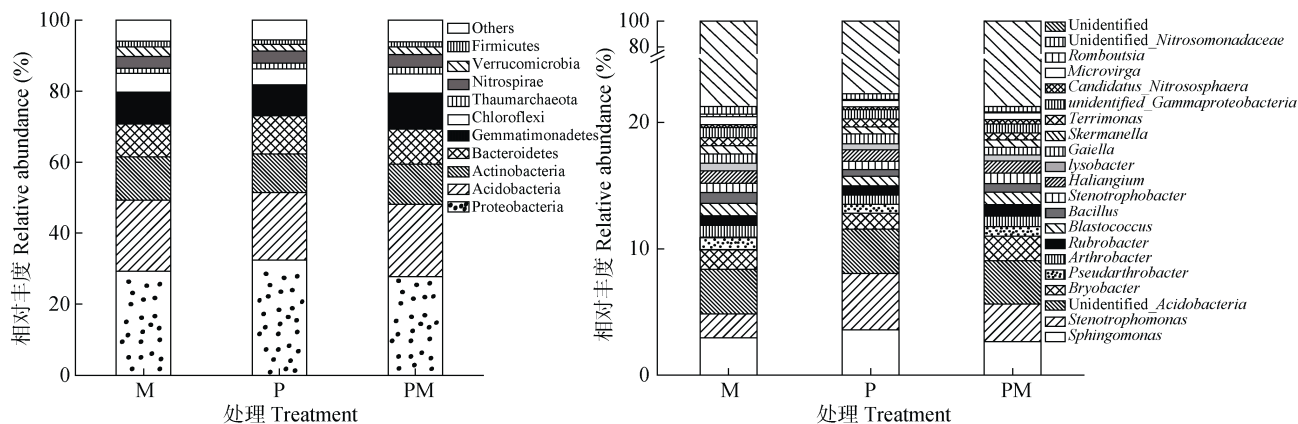 相对丰度 Relative abundance (%)
100
80
60
40
20
0
M
P
PM
处理 Treatment
Others
Firmicutes
Verrucomicrobia
Nitrospirae
Thaumarchaeota
Chloroflexi
Gemmatimonadetes
Bacteroidetes
Actinobacteria
Acidobacteria
Proteobacteria
相对丰度 Relative abundance (%)
100
80
20
10
0
M
P
PM
处理 Treatment
Unidentified
Unidentified_Nitrosomonadaceae
Romboutsia
Microvirga
Candidatus_Nitrososphaera
unidentified_Gammaproteobacteria
Terrimonas
Skermanella
Gaiella
lysobacter
Haliangium
Stenotrophobacter
Bacillus
Blastococcus
Rubrobacter
Arthrobacter
Pseudarthrobacter
Bryobacter
Unidentified_Acidobacteria
Stenotrophomonas
Sphingomonas